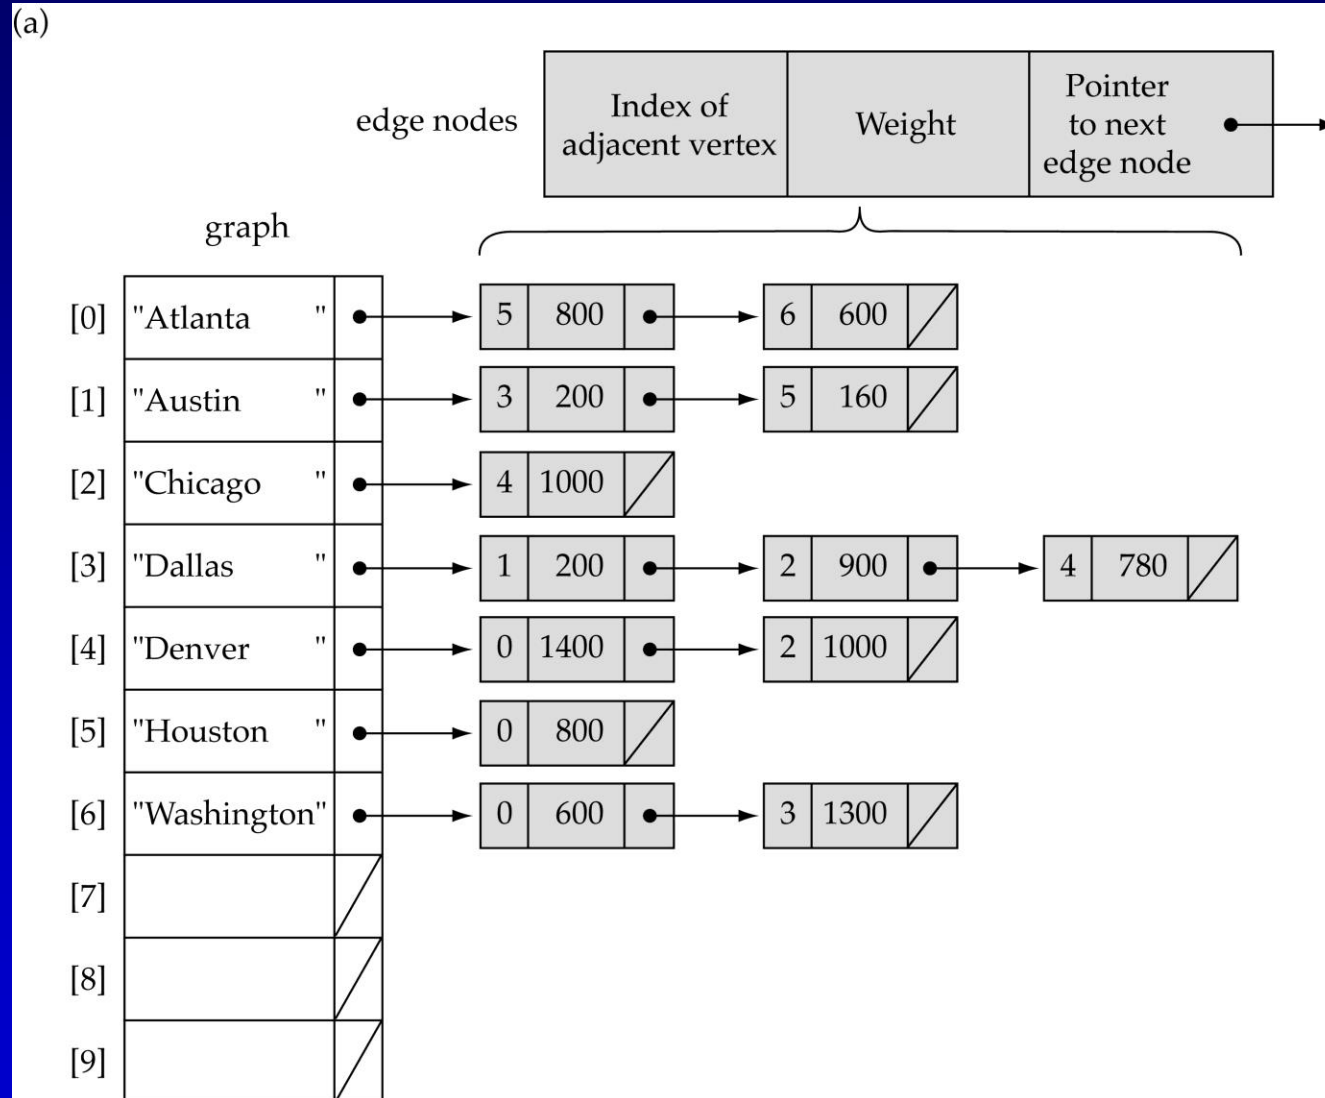 (a)
edge nodes
Index of
adjacent vertex
Weight
Pointer
to next
edge node
graph
[0] "Atlanta " 5 800 6 600
[1] "Austin " 3 200 5 160
[2] "Chicago " 4 1000
[3] "Dallas " 1 200 2 900 4 780
[4] "Denver " 0 1400 2 1000
[5] "Houston " 0 800
[6] "Washington" 0 600 3 1300
[7]
[8]
[9]